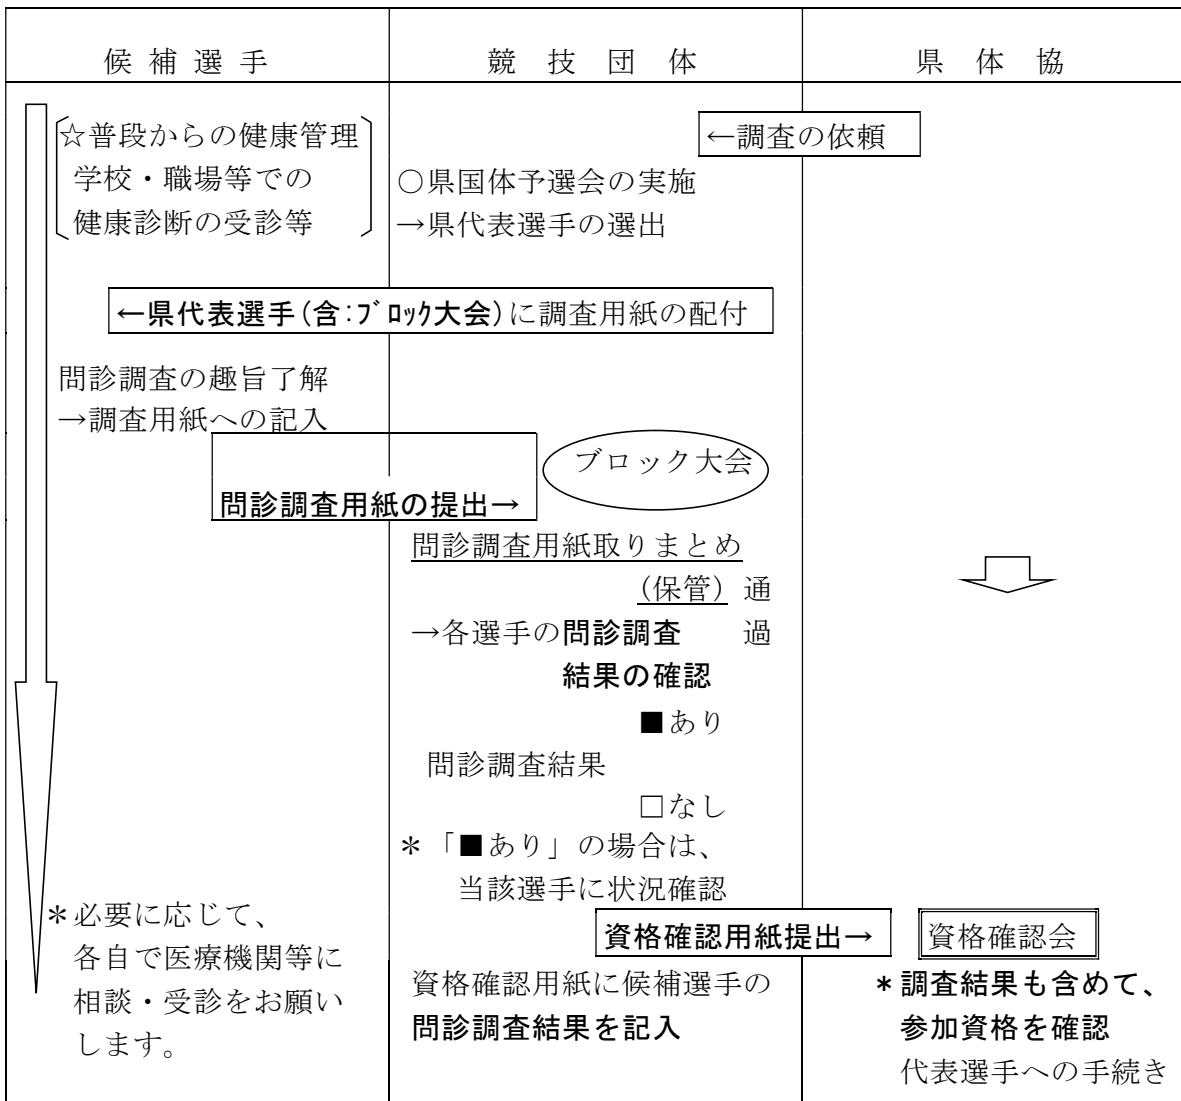 候補選手
競技団体
県体協
←調査の依頼
☆普段からの健康管理
学校・職場等での
健康診断の受診等
○県国体予選会の実施
→県代表選手の選出
←県代表選手(含:ﾌﾞﾛｯｸ大会)に調査用紙の配付
問診調査の趣旨了解
→調査用紙への記入
ブロック大会
問診調査用紙の提出→
問診調査用紙取りまとめ
(保管) 通
→各選手の問診調査 過
結果の確認
■あり
問診調査結果
□なし
＊「■あり」の場合は、
当該選手に状況確認
＊必要に応じて、
各自で医療機関等に
相談・受診をお願い
します。
資格確認用紙提出→
資格確認会
資格確認用紙に候補選手の
問診調査結果を記入
＊調査結果も含めて、
参加資格を確認
代表選手への手続き